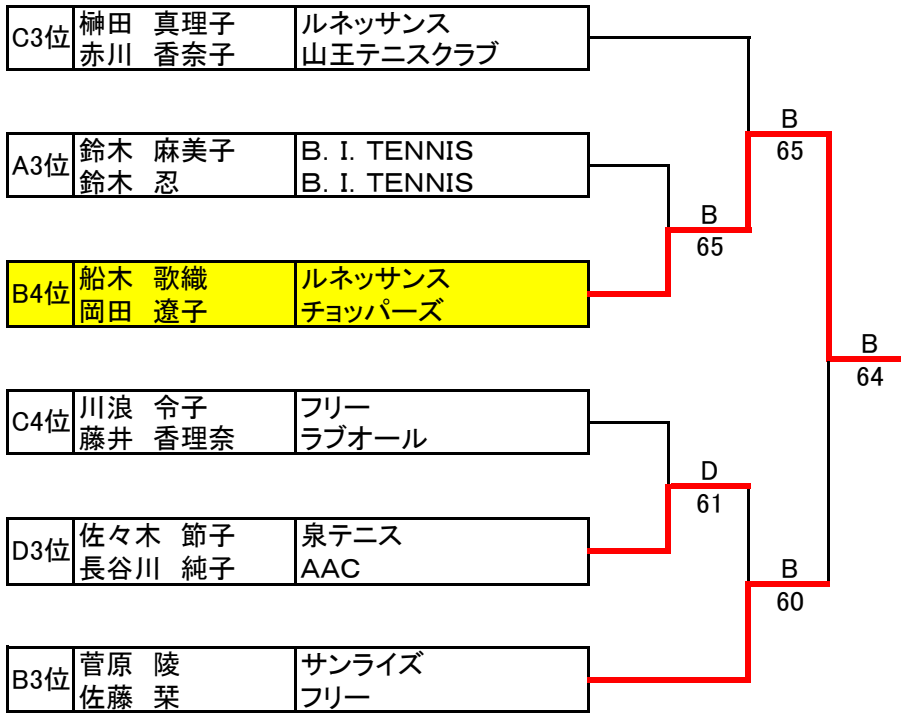 C3位 榊田 真理子 ルネッサンス
赤川 香奈子 山王テニスクラブ
B
65
A3位 鈴木 麻美子 B. I. TENNIS
鈴木 忍 B. I. TENNIS
B
65
B4位 船木 歌織 ルネッサンス
岡田 遼子 チョッパーズ
B
64
C4位 川浪 令子 フリー
藤井 香理奈 ラブオール
D
61
D3位 佐々木 節子 泉テニス
長谷川 純子 AAC
B
60
B3位 菅原 陵 サンライズ
佐藤 栞 フリー